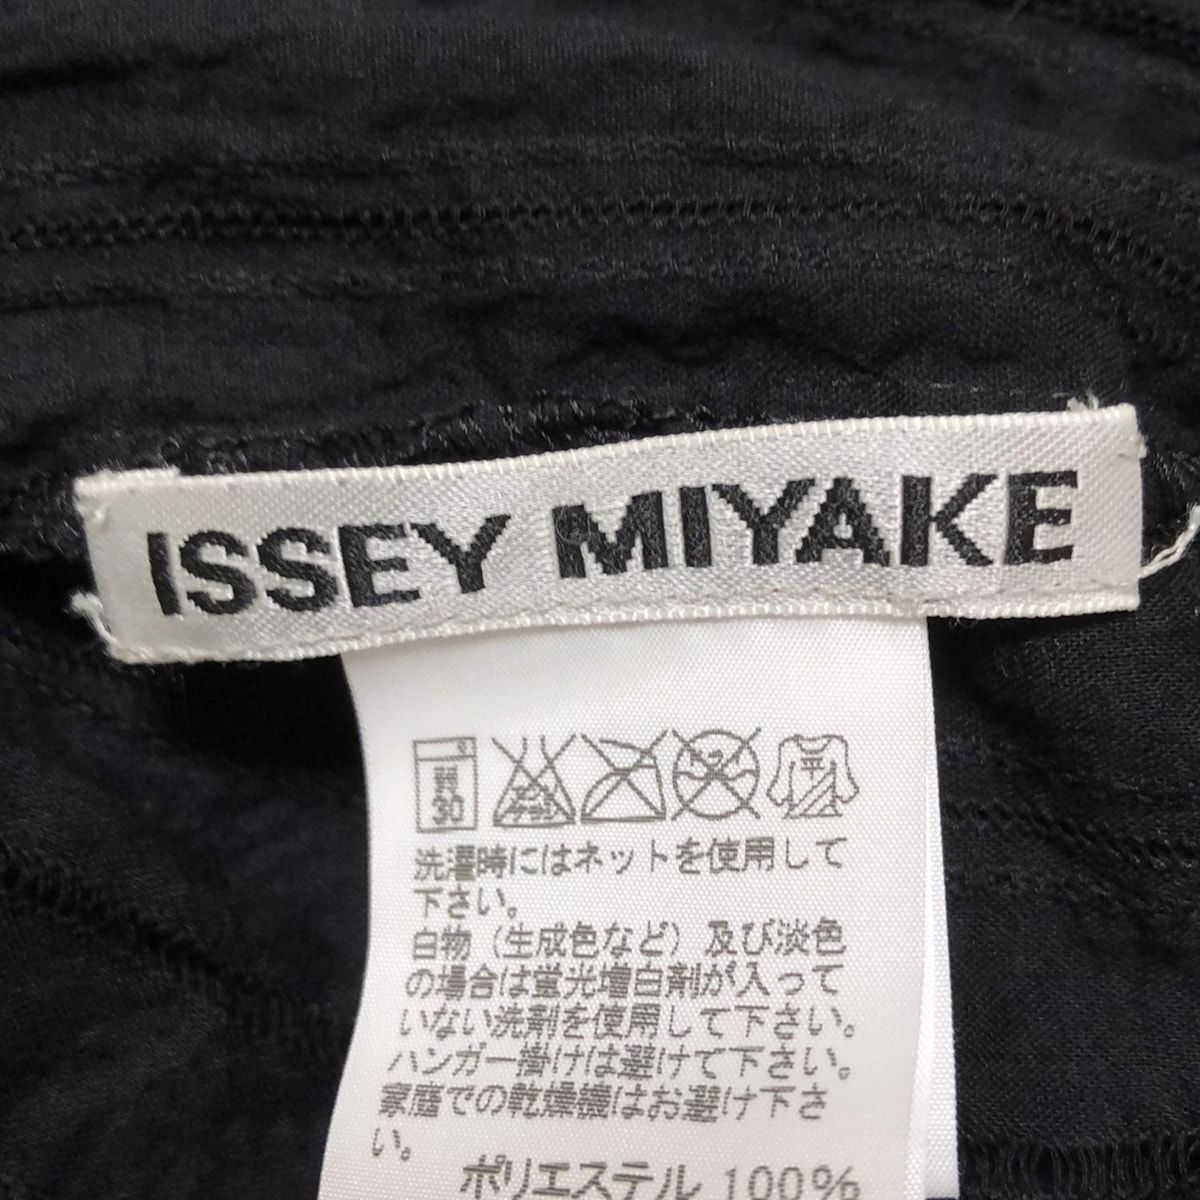 ISSEY MIYAKE
30
平
洗濯時にはネットを使用して
下さい。
白物（生成色など）及び淡色
の場合は蛍光増白剤が入って
いない洗剤を使用して下さい。
ハンガー掛けは避けて下さい。
家庭での乾燥機はお避け下さ
い。
ポリエステル 100%